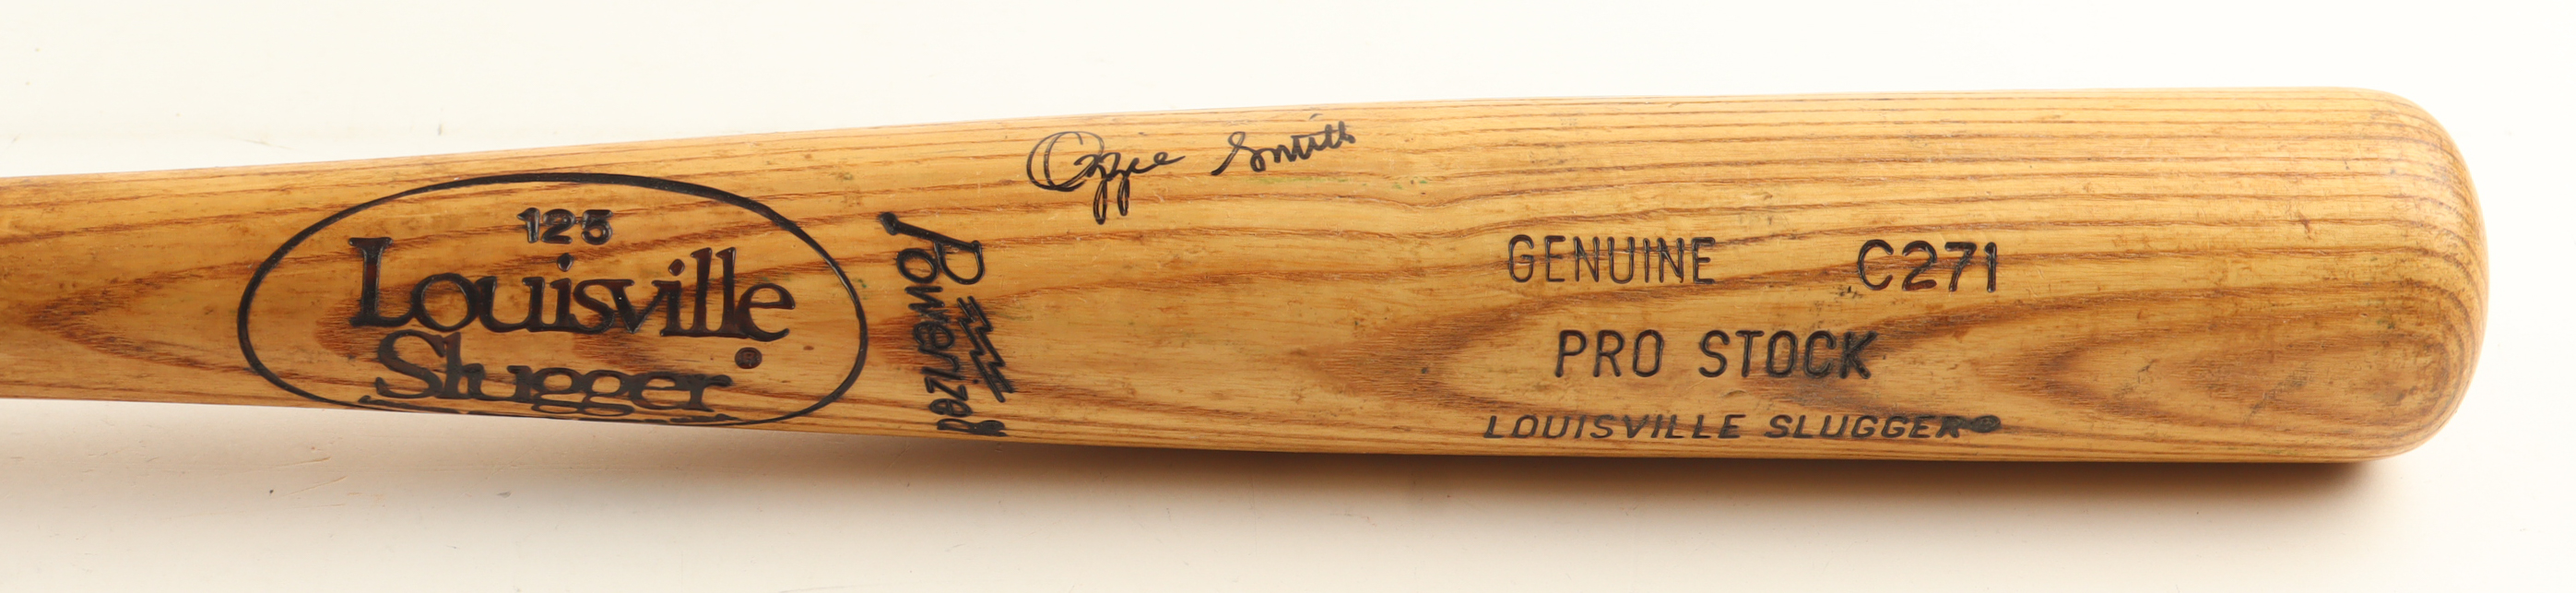 125
Louisville
Slugger®
Powerized
Ozzie Smith
GENUINE C271
PRO STOCK
LOUISVILLE SLUGGER®